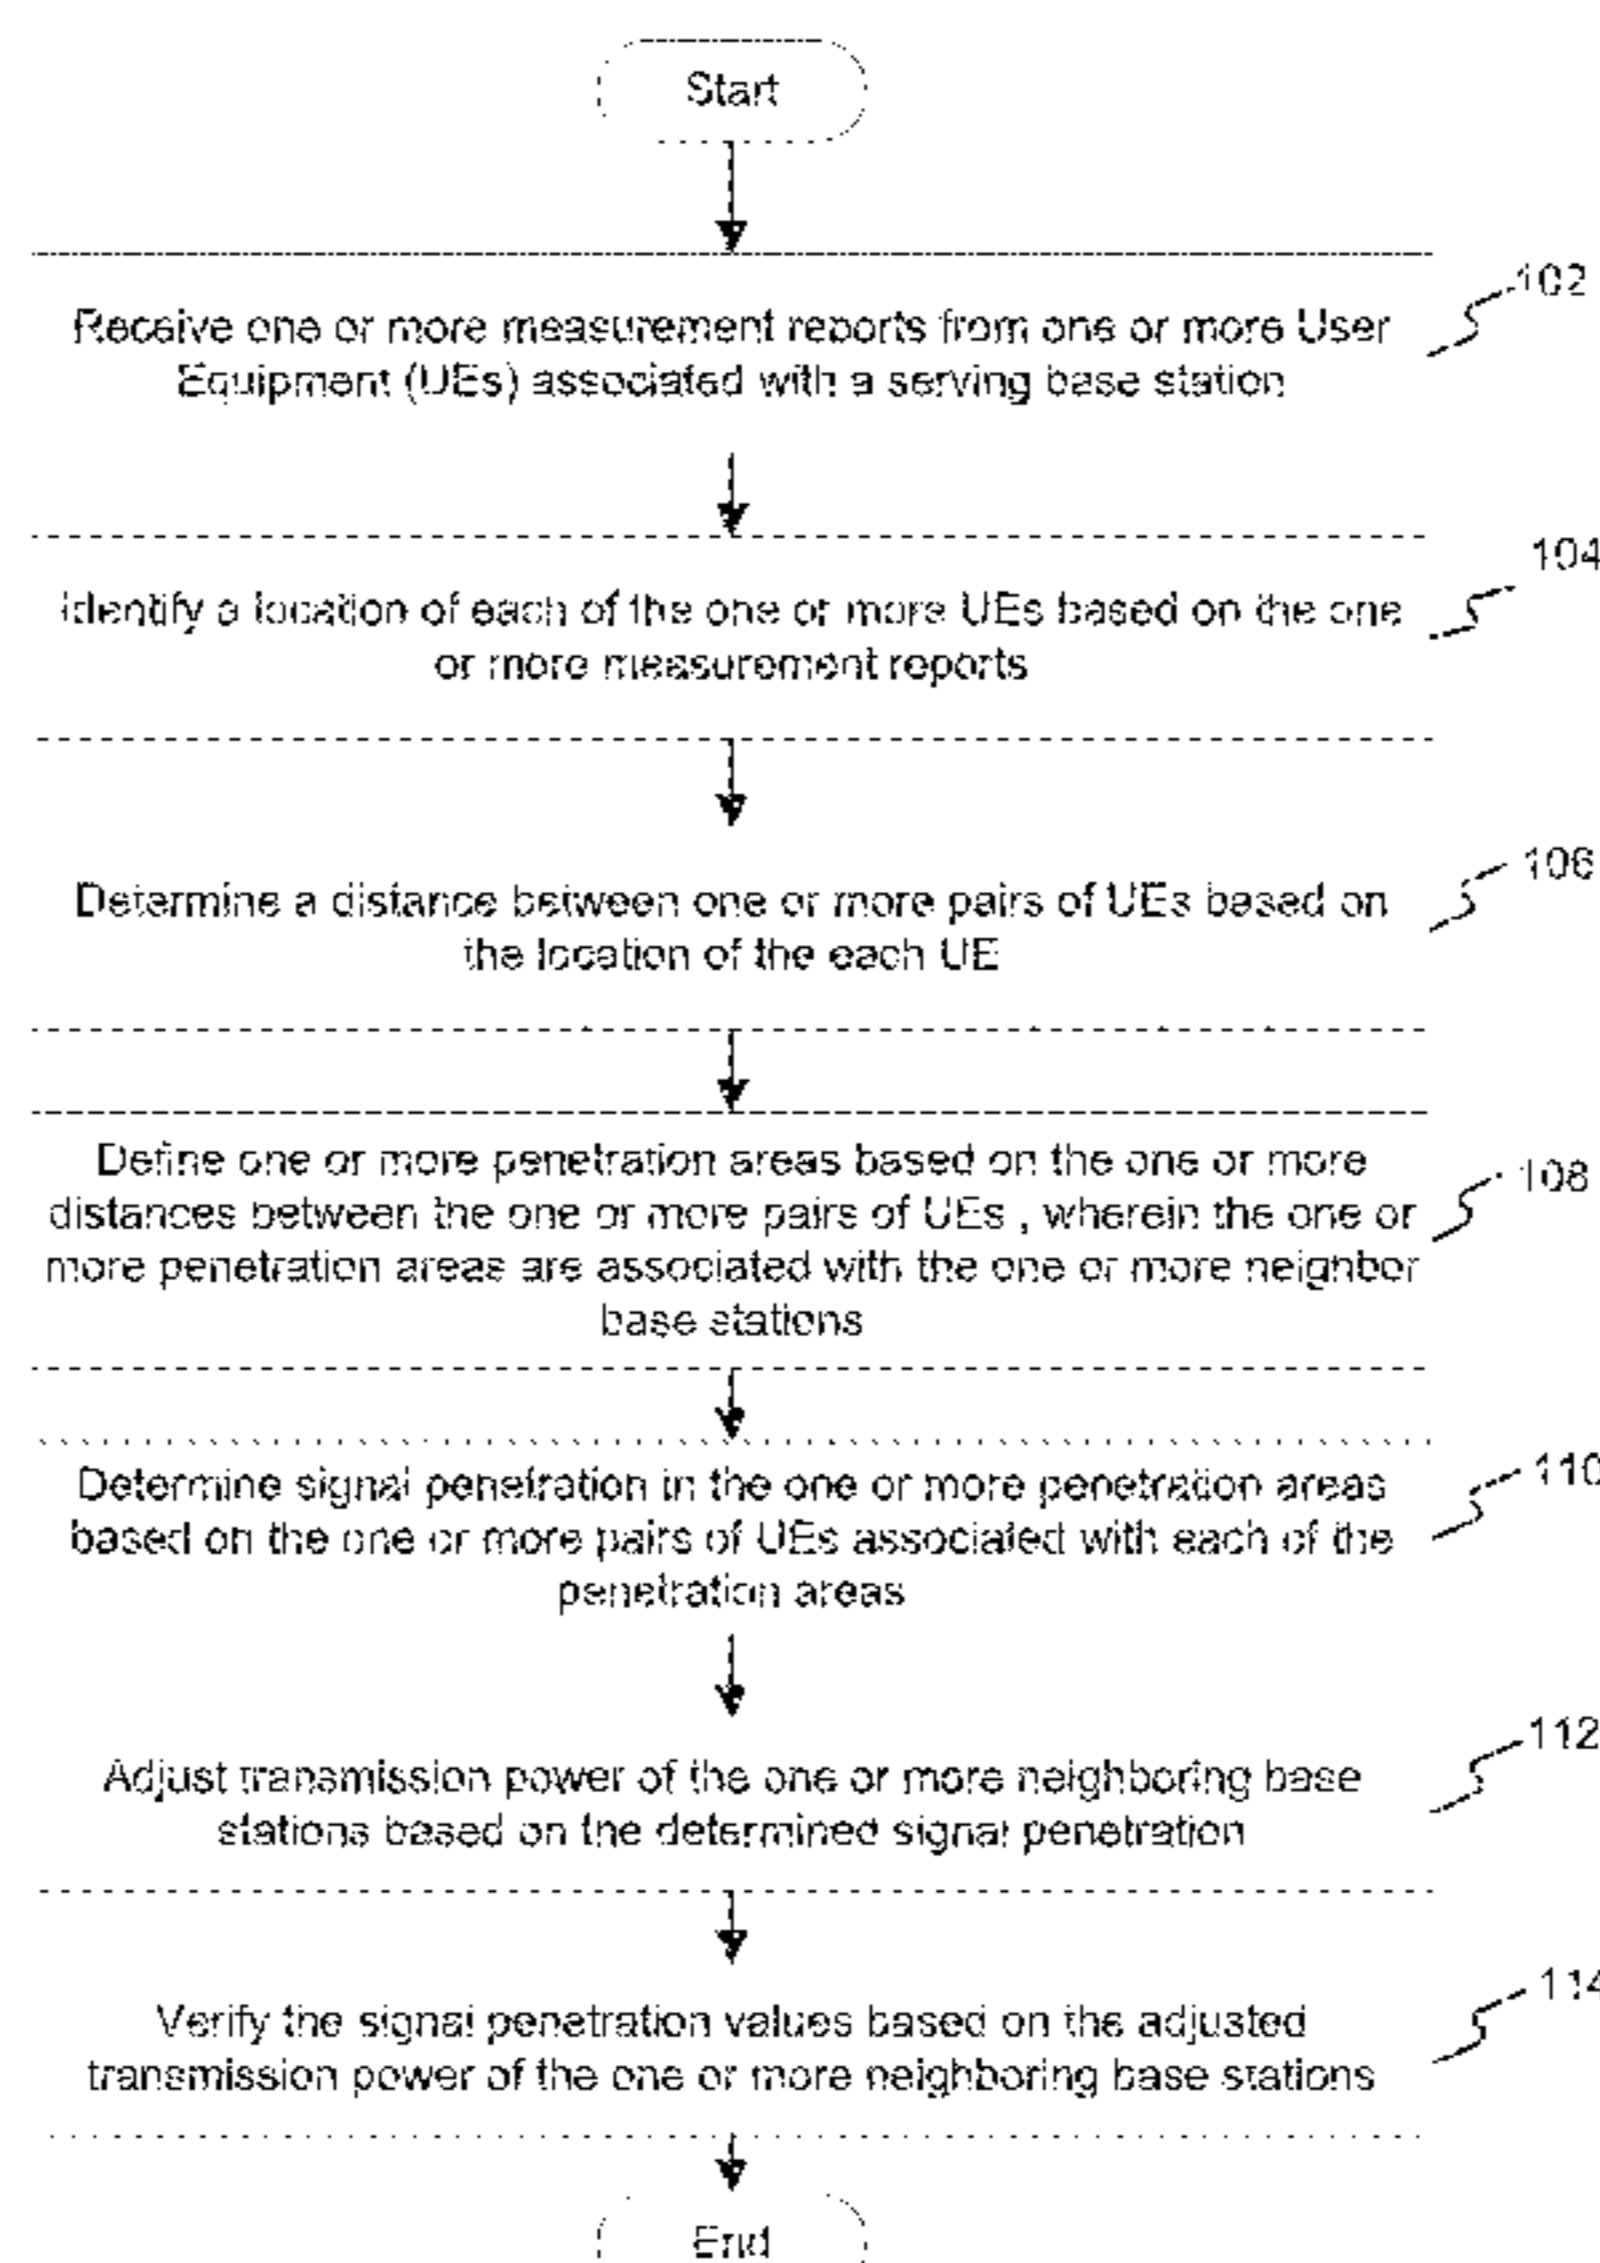 Start
102
Receive one or more measurement reports from one or more User
Equipment (UEs) associated with a serving base station
104
Identify a location of each of the one or more UEs based on the one
or more measurement reports
106
Determine a distance between one or more pairs of UEs based on
the location of the each UE
108
Define one or more penetration areas based on the one or more
distances between the one or more pairs of UEs , wherein the one or
more penetration areas are associated with the one or more neighbor
base stations
110
Determine signal penetration in the one or more penetration areas
based on the one or more pairs of UEs associated with each of the
penetration areas
112
Adjust transmission power of the one or more neighboring base
stations based on the determined signal penetration
114
Verify the signal penetration values based on the adjusted
transmission power of the one or more neighboring base stations
End